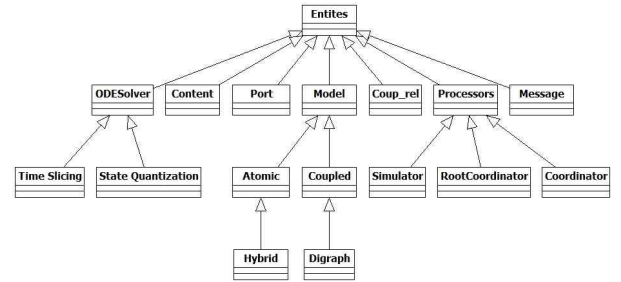 Entites
ODESolver
Content
Port
Model
Coup_rel
Processors
Message
Time Slicing
State Quantization
Atomic
Coupled
Simulator
RootCoordinator
Coordinator
Hybrid
Digraph